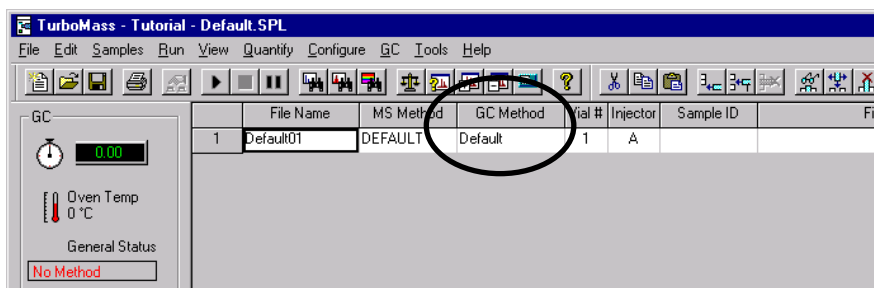 TurboMass - Tutorial - Default.SPL
File Edit Samples Run View Quantify Configure GC Tools Help
GC
File Name MS Method GC Method Vial # Injector Sample ID Fi
1 Default01 DEFAULT Default 1 A
0.00
Oven Temp
0 °C
General Status
No Method